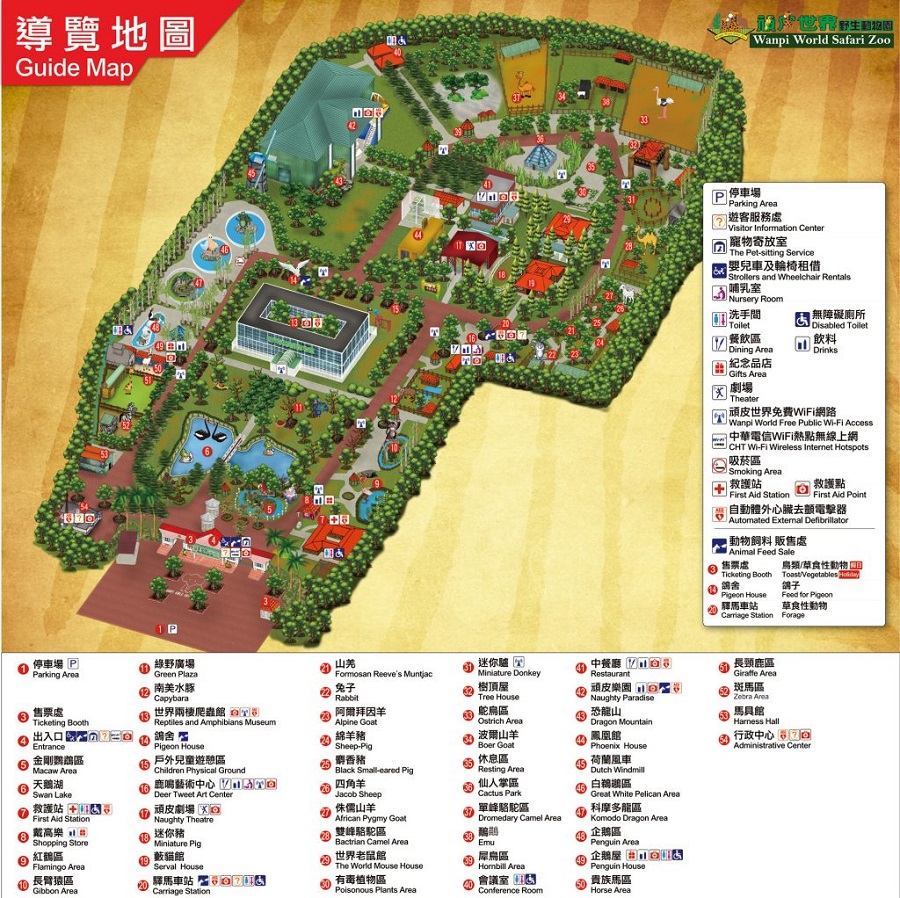 導覽地圖
Guide Map
頑皮世界野生動物園
Wanpi World Safari Zoo
P 停車場
Parking Area
? 遊客服務處
Visitor Information Center
寵物寄放室
The Pet-sitting Service
嬰兒車及輪椅租借
Strollers and Wheelchair Rentals
哺乳室
Nursery Room
洗手間 無障礙廁所
Toilet Disabled Toilet
餐飲區 飲料
Dining Area Drinks
紀念品店
Gifts Area
劇場
Theater
頑皮世界免費WiFi網路
Wanpi World Free Public Wi-Fi Access
中華電信WiFi熱點無線上網
CHT Wi-Fi Wireless Internet Hotspots
吸菸區
Smoking Area
救護站 救護點
First Aid Station First Aid Point
自動體外心臟去顫電擊器
Automated External Defibrillator
動物飼料 販售處
Animal Feed Sale
3 售票處 鳥類/草食性動物 假日
Ticketing Booth Toast/Vegetables Holiday
14 鴿舍 鴿子
Pigeon House Feed for Pigeon
20 驛馬車站 草食性動物
Carriage Station Forage
1 停車場 P
Parking Area
3 售票處
Ticketing Booth
4 出入口
Entrance
5 金剛鸚鵡區
Macaw Area
6 天鵝湖
Swan Lake
7 救護站
First Aid Station
8 戴高樂
Shopping Store
9 紅鶴區
Flamingo Area
10 長臂猿區
Gibbon Area
11 綠野廣場
Green Plaza
12 南美水豚
Capybara
13 世界兩棲爬蟲館
Reptiles and Amphibians Museum
14 鴿舍
Pigeon House
15 戶外兒童遊憩區
Children Physical Ground
16 鹿鳴藝術中心
Deer Tweet Art Center
17 頑皮劇場
Naughty Theatre
18 迷你豬
Miniature Pig
19 藪貓館
Serval House
20 驛馬車站
Carriage Station
21 山羌
Formosan Reeve's Muntjac
22 兔子
Rabbit
23 阿爾拜因羊
Alpine Goat
24 綿羊豬
Sheep-Pig
25 麝香豬
Black Small-eared Pig
26 四角羊
Jacob Sheep
27 侏儒山羊
African Pygmy Goat
28 雙峰駱駝區
Bactrian Camel Area
29 世界老鼠館
The World Mouse House
30 有毒植物區
Poisonous Plants Area
31 迷你驢
Miniature Donkey
32 樹頂屋
Tree House
33 鴕鳥區
Ostrich Area
34 波爾山羊
Boer Goat
35 休息區
Resting Area
36 仙人掌區
Cactus Park
37 單峰駱駝區
Dromedary Camel Area
38 鴯鶓
Emu
39 犀鳥區
Hornbill Area
40 會議室
Conference Room
41 中餐廳
Restaurant
42 頑皮樂園
Naughty Paradise
43 恐龍山
Dragon Mountain
44 鳳凰館
Phoenix House
45 荷蘭風車
Dutch Windmill
46 白鵜鶘區
Great White Pelican Area
47 科摩多龍區
Komodo Dragon Area
48 企鵝區
Penguin Area
49 企鵝屋
Penguin House
50 貴族馬區
Horse Area
51 長頸鹿區
Giraffe Area
52 斑馬區
Zebra Area
53 馬具館
Harness Hall
54 行政中心
Administrative Center